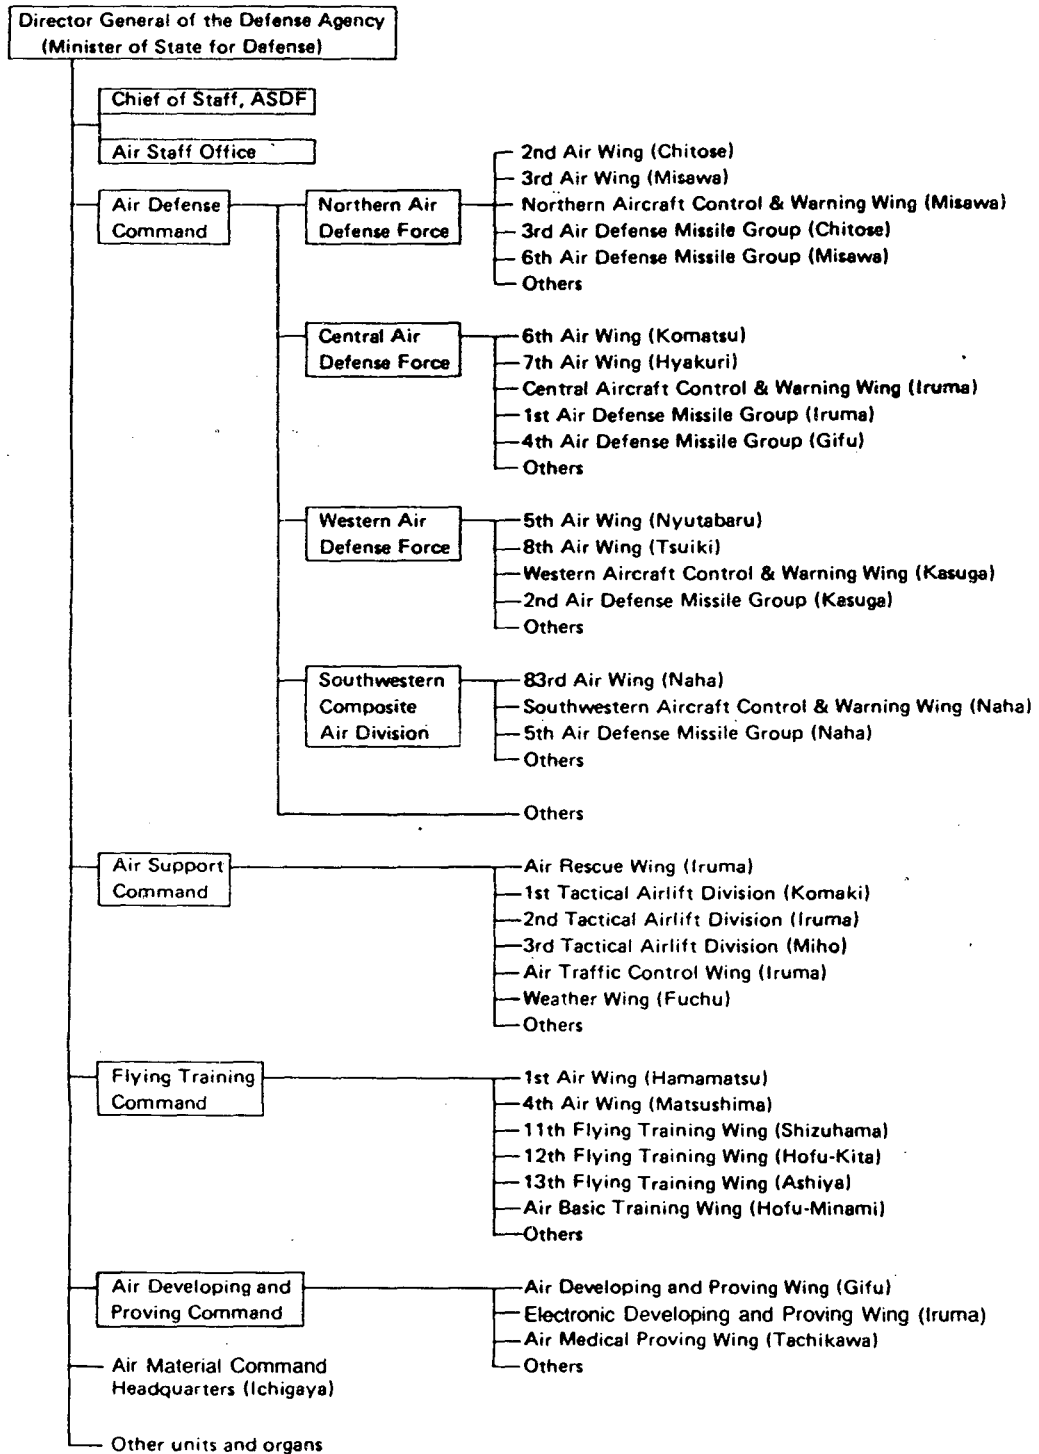 Director General of the Defense Agency
(Minister of State for Defense)
Chief of Staff, ASDF
Air Staff Office
Air Defense
Command
Northern Air
Defense Force
2nd Air Wing (Chitose)
3rd Air Wing (Misawa)
Northern Aircraft Control & Warning Wing (Misawa)
3rd Air Defense Missile Group (Chitose)
6th Air Defense Missile Group (Misawa)
Others
Central Air
Defense Force
6th Air Wing (Komatsu)
7th Air Wing (Hyakuri)
Central Aircraft Control & Warning Wing (Iruma)
1st Air Defense Missile Group (Iruma)
4th Air Defense Missile Group (Gifu)
Others
Western Air
Defense Force
5th Air Wing (Nyutabaru)
8th Air Wing (Tsuiki)
Western Aircraft Control & Warning Wing (Kasuga)
2nd Air Defense Missile Group (Kasuga)
Others
Southwestern
Composite
Air Division
83rd Air Wing (Naha)
Southwestern Aircraft Control & Warning Wing (Naha)
5th Air Defense Missile Group (Naha)
Others
Others
Air Support
Command
Air Rescue Wing (Iruma)
1st Tactical Airlift Division (Komaki)
2nd Tactical Airlift Division (Iruma)
3rd Tactical Airlift Division (Miho)
Air Traffic Control Wing (Iruma)
Weather Wing (Fuchu)
Others
Flying Training
Command
1st Air Wing (Hamamatsu)
4th Air Wing (Matsushima)
11th Flying Training Wing (Shizuhama)
12th Flying Training Wing (Hofu-Kita)
13th Flying Training Wing (Ashiya)
Air Basic Training Wing (Hofu-Minami)
Others
Air Developing and
Proving Command
Air Developing and Proving Wing (Gifu)
Electronic Developing and Proving Wing (Iruma)
Air Medical Proving Wing (Tachikawa)
Others
Air Material Command
Headquarters (Ichigaya)
Other units and organs